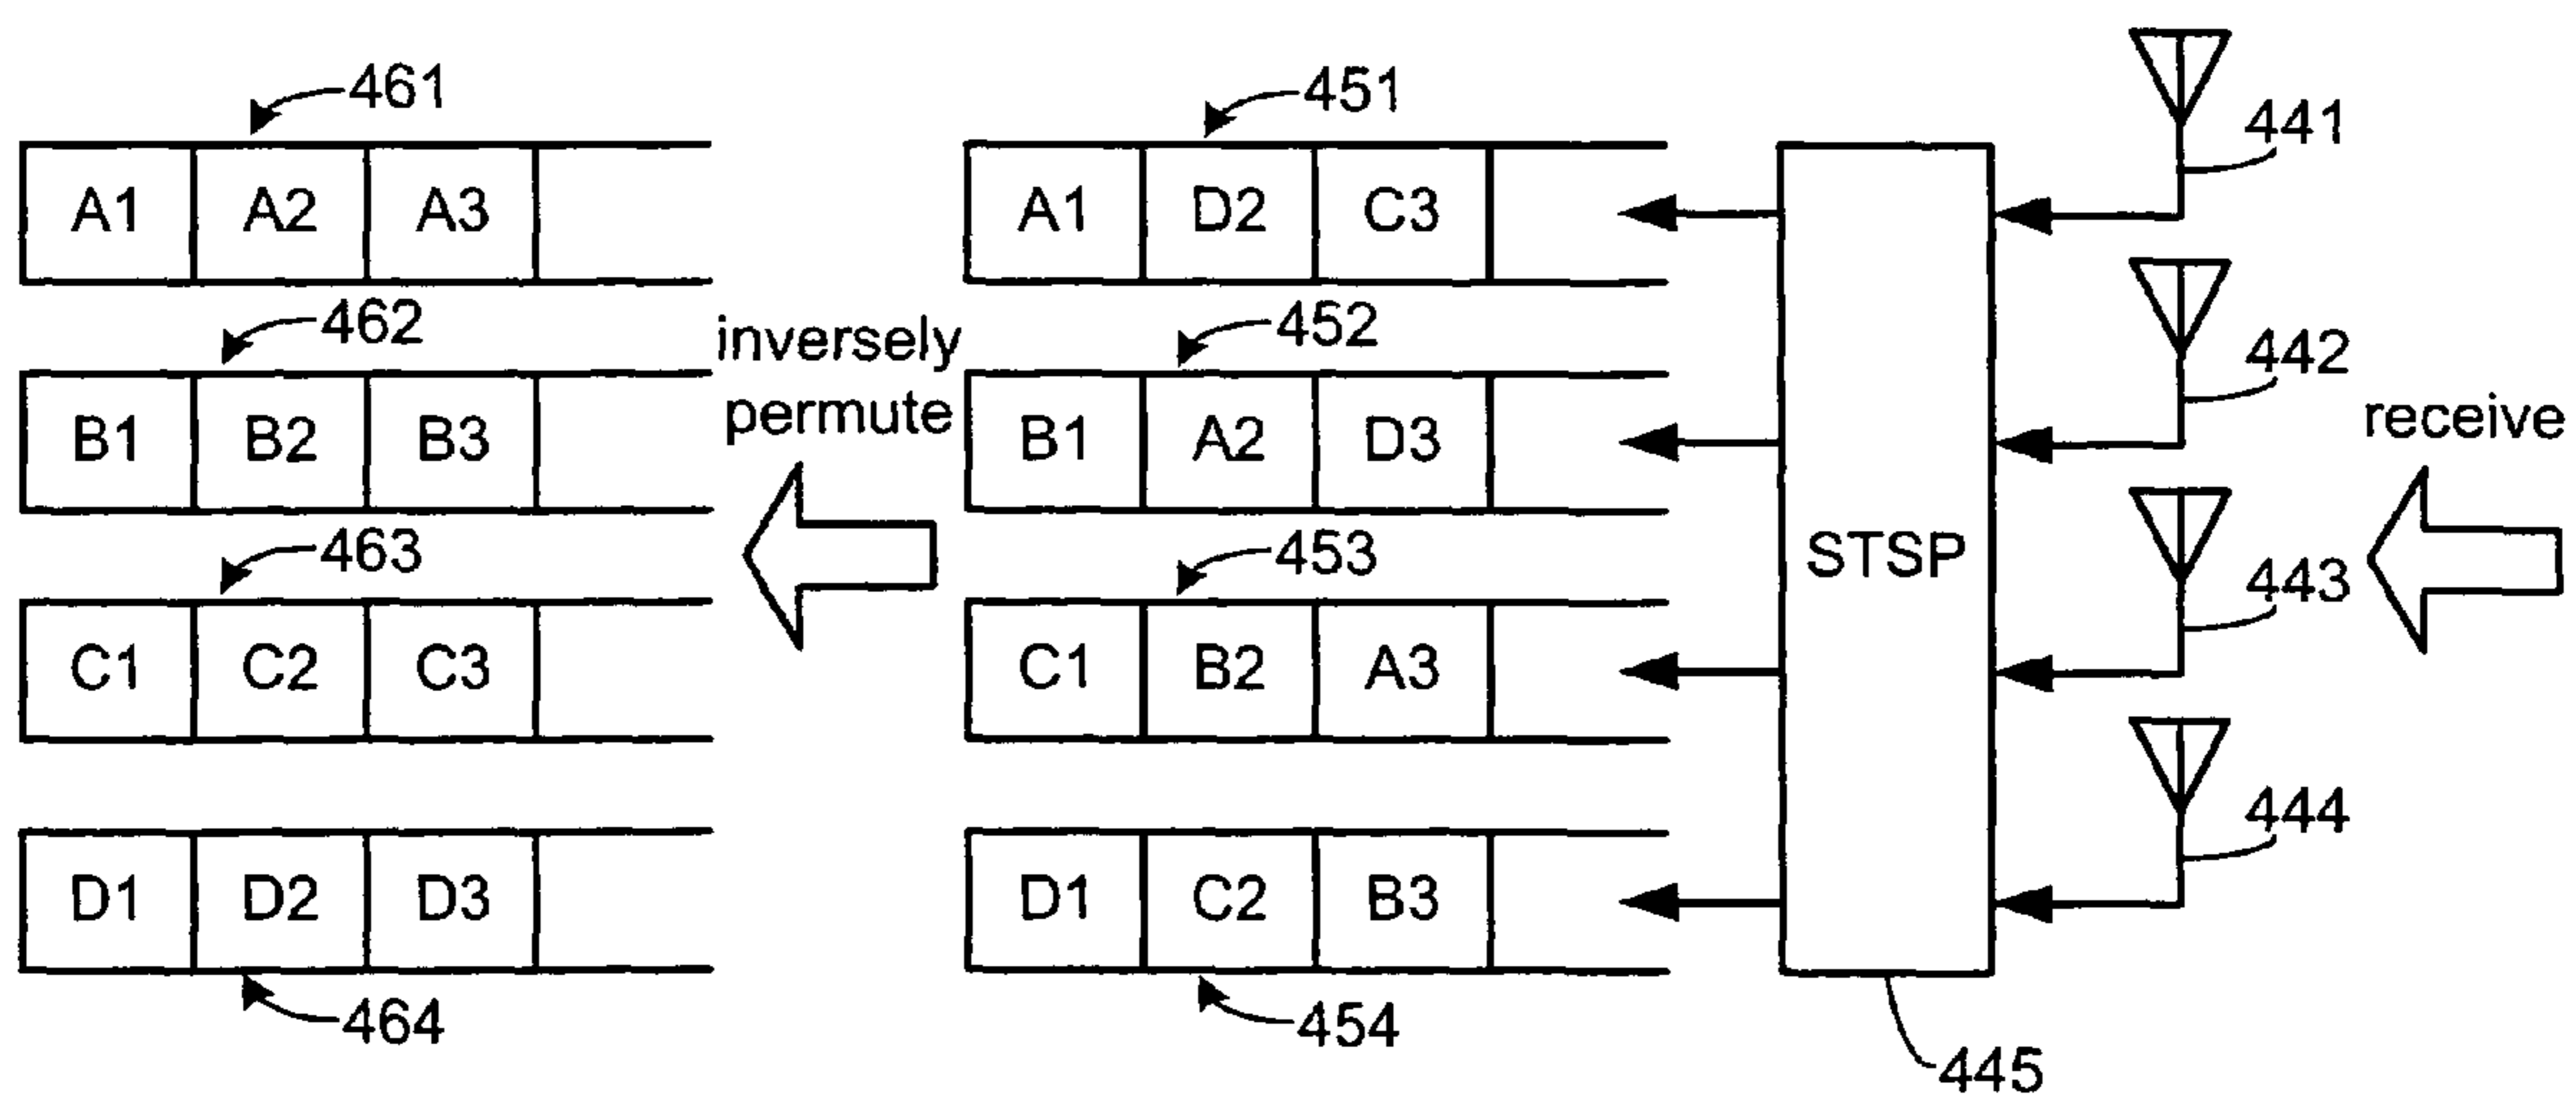 461
451
441
A1 A2 A3
A1 D2 C3
462
452
442
inversely
permute
receive
B1 B2 B3
B1 A2 D3
463
453
443
STSP
C1 C2 C3
C1 B2 A3
444
D1 D2 D3
D1 C2 B3
464
454
445